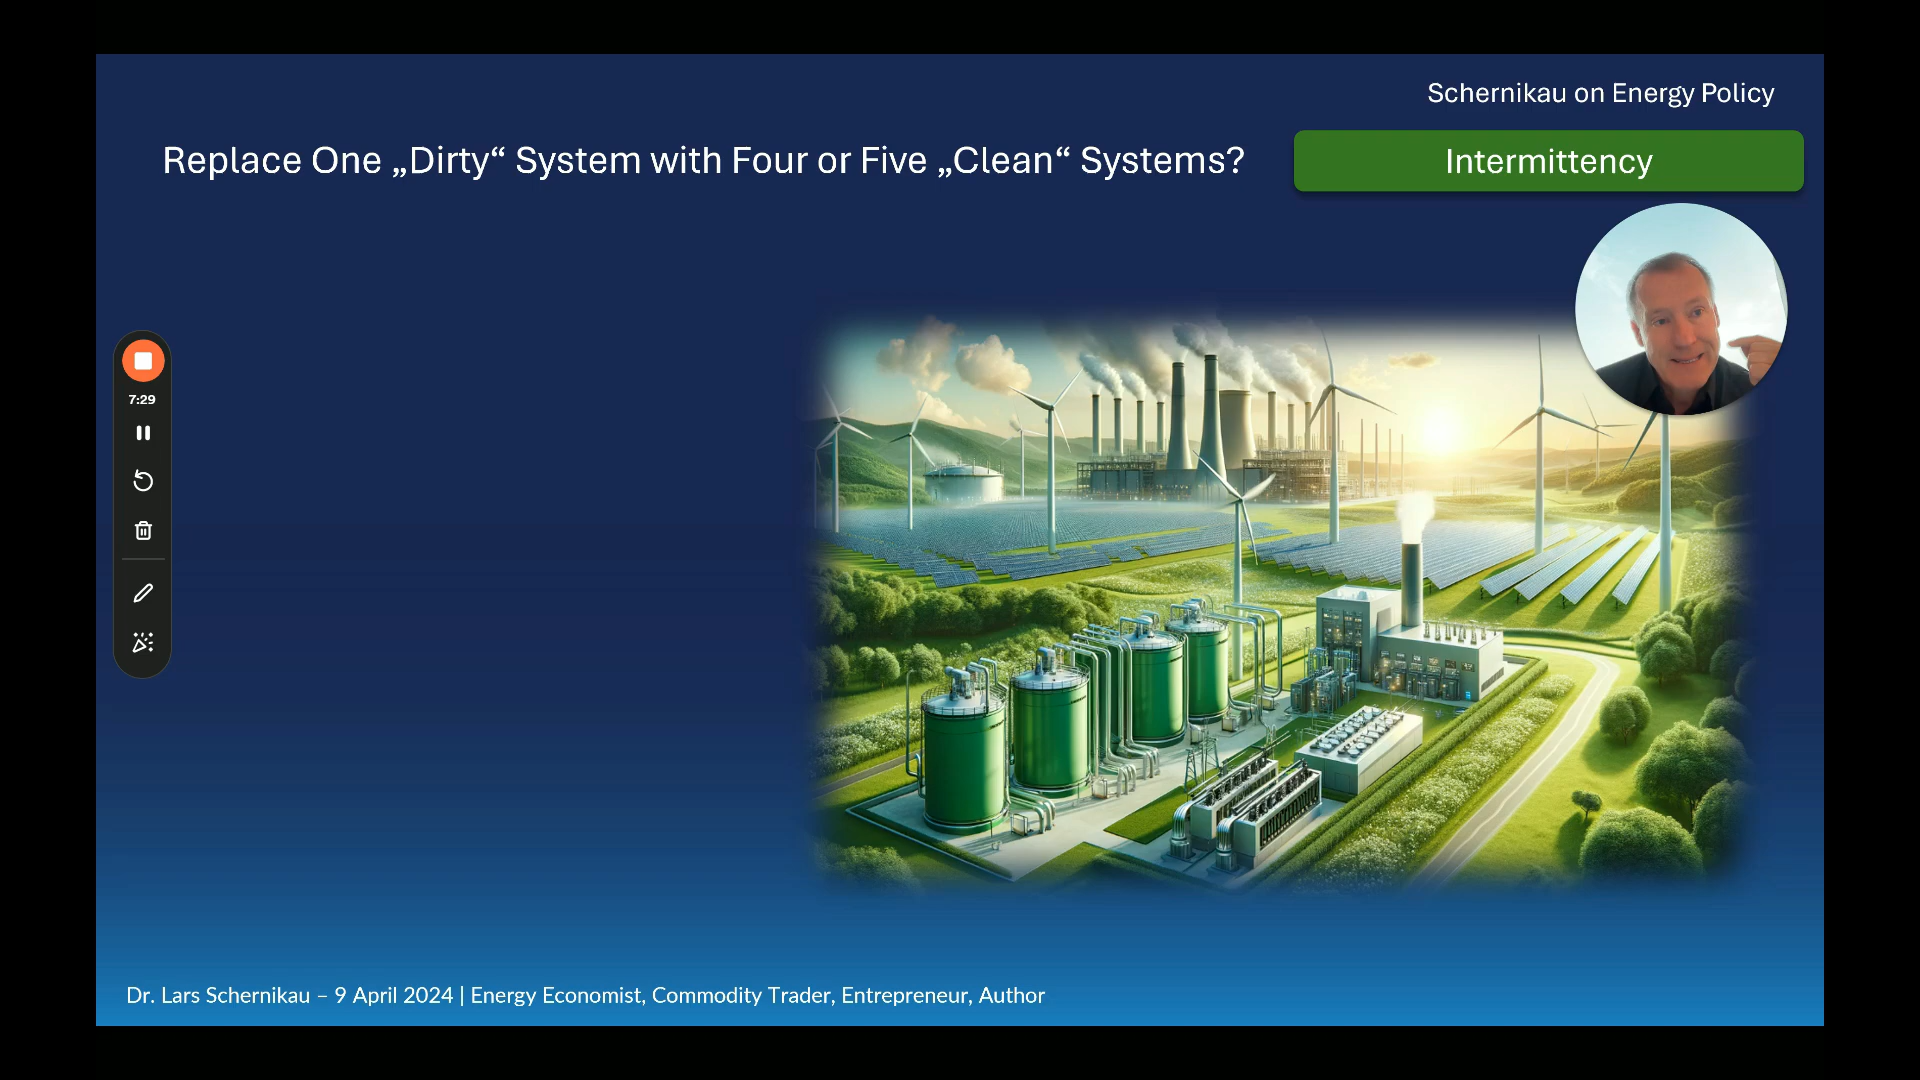 Schernikau on Energy Policy
Replace One „Dirty“ System with Four or Five „Clean“ Systems?
Intermittency
7:29
Dr. Lars Schernikau – 9 April 2024 | Energy Economist, Commodity Trader, Entrepreneur, Author